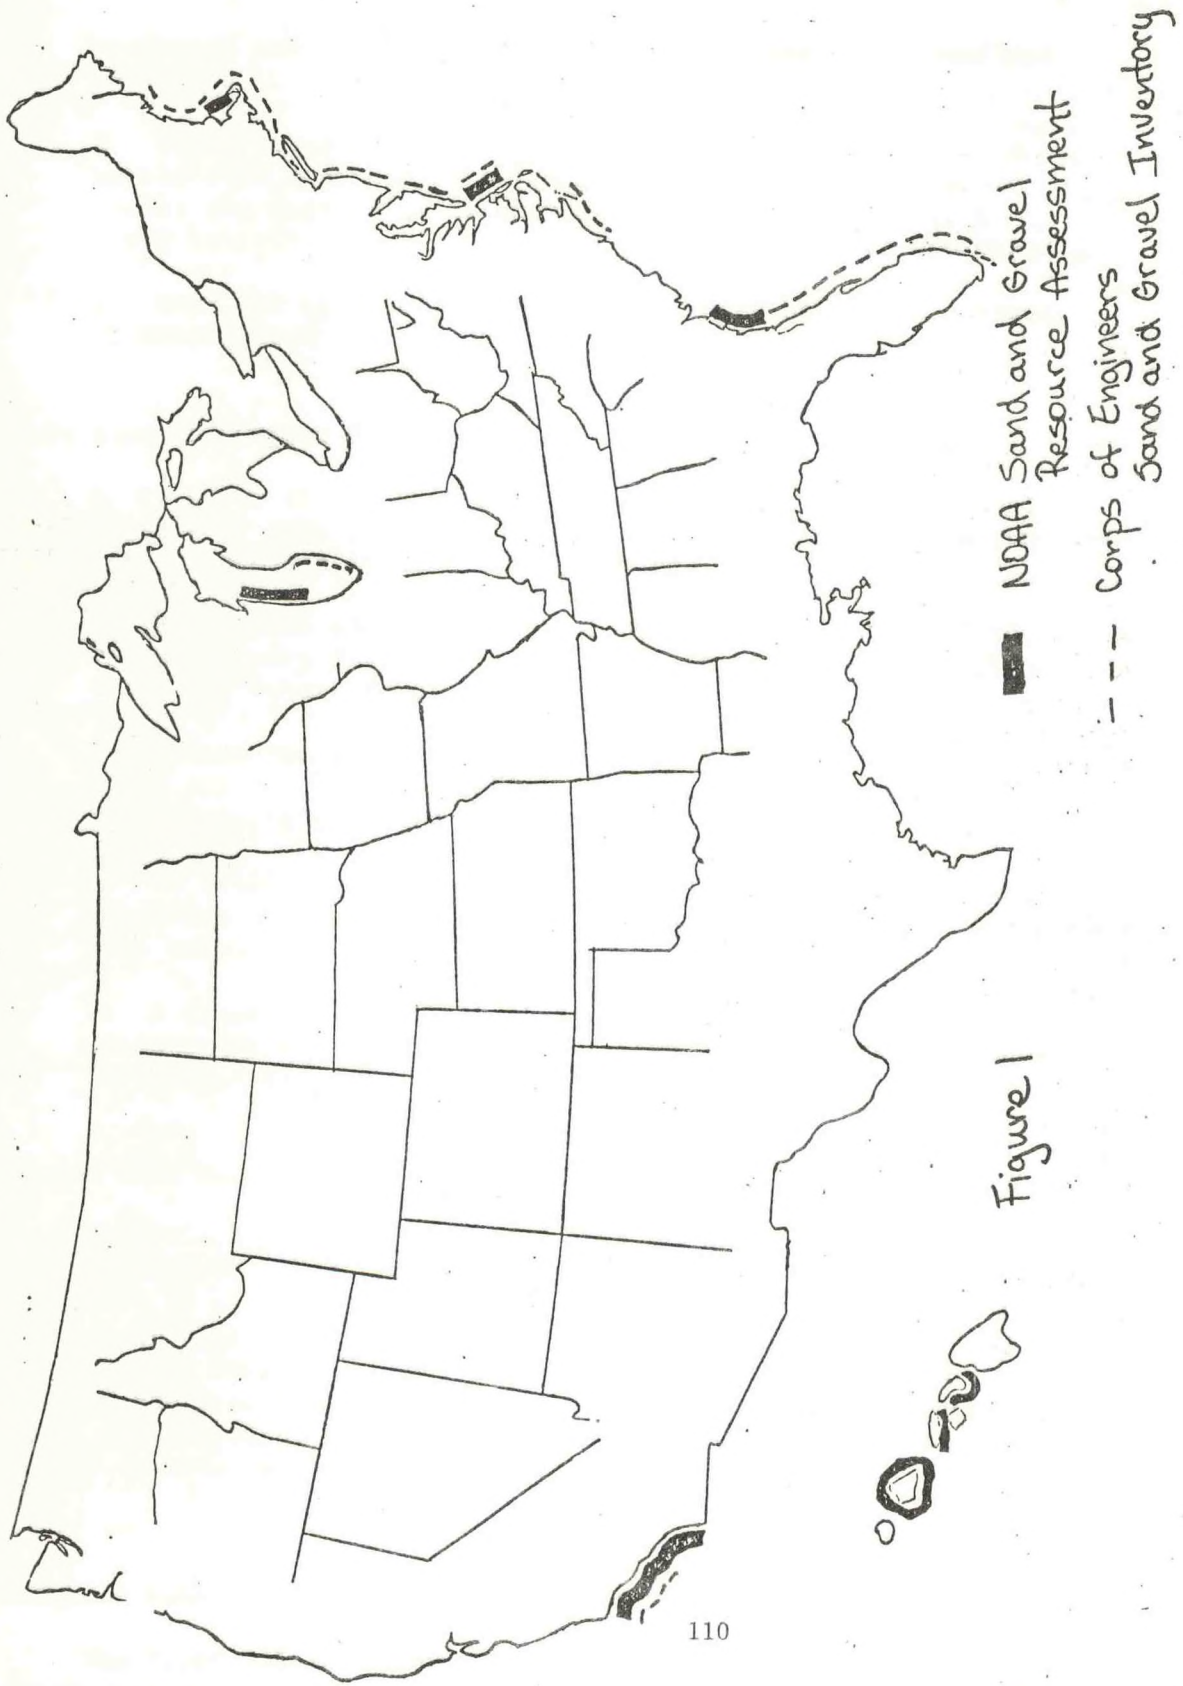 NOAA Sand and Gravel
Resource Assessment
Corps of Engineers
Sand and Gravel Inventory
Figure 1
110